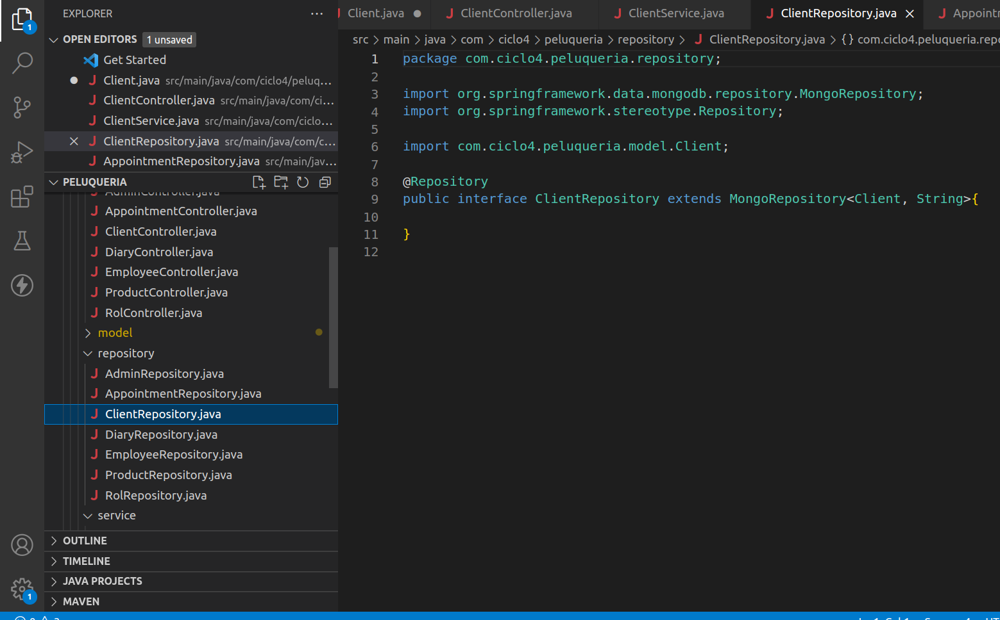 EXPLORER
OPEN EDITORS 1 unsaved
Get Started
Client.java src/main/java/com/ciclo4/peluq...
ClientController.java src/main/java/com/ci...
ClientService.java src/main/java/com/ciclo...
ClientRepository.java src/main/java/com/c...
AppointmentRepository.java src/main/jav...
PELUQUERIA
AdminController.java
AppointmentController.java
ClientController.java
DiaryController.java
EmployeeController.java
ProductController.java
RolController.java
model
repository
AdminRepository.java
AppointmentRepository.java
ClientRepository.java
DiaryRepository.java
EmployeeRepository.java
ProductRepository.java
RolRepository.java
service
OUTLINE
TIMELINE
JAVA PROJECTS
MAVEN
1
1
Client.java ClientController.java ClientService.java ClientRepository.java Appointm
src > main > java > com > ciclo4 > peluqueria > repository > ClientRepository.java > {} com.ciclo4.peluqueria.repo
1 package com.ciclo4.peluqueria.repository;
2
3 import org.springframework.data.mongodb.repository.MongoRepository;
4 import org.springframework.stereotype.Repository;
5
6 import com.ciclo4.peluqueria.model.Client;
7
8 @Repository
9 public interface ClientRepository extends MongoRepository<Client, String>{
10
11 }
12